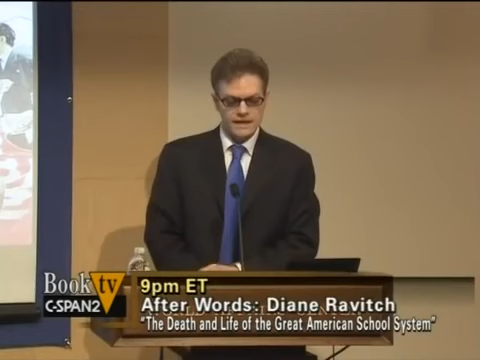 Book tv
C-SPAN2
9pm ET
After Words: Diane Ravitch
"The Death and Life of the Great American School System"